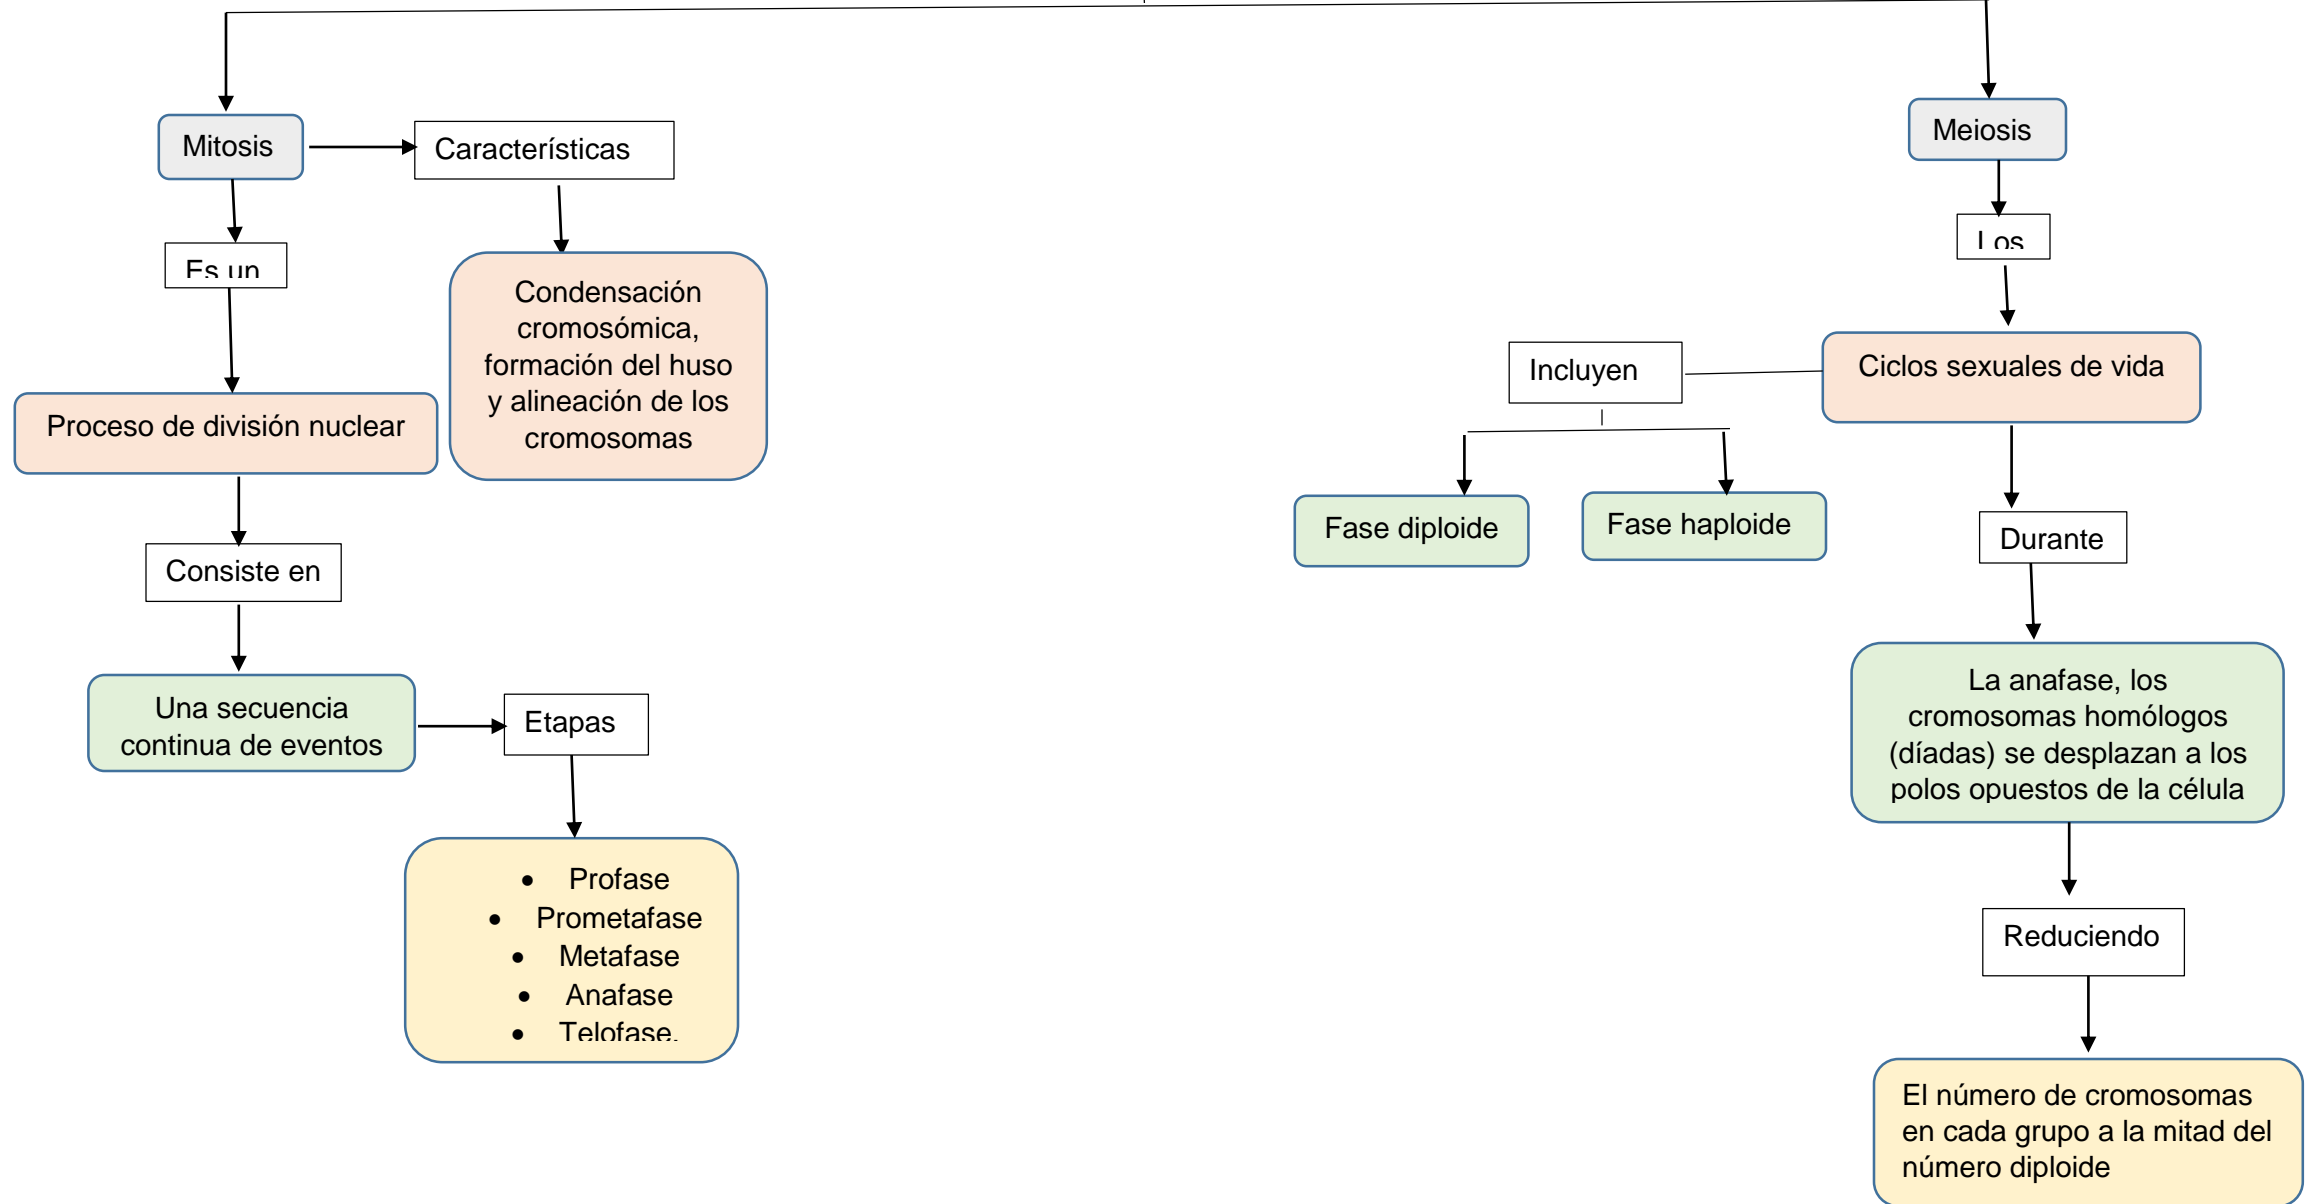 Mitosis
Características
Es un
Condensación
cromosómica,
formación del huso
y alineación de los
cromosomas
Proceso de división nuclear
Consiste en
Una secuencia
continua de eventos
Etapas
• Profase
• Prometafase
• Metafase
• Anafase
• Telofase.
Meiosis
Los
Ciclos sexuales de vida
Incluyen
Fase diploide
Fase haploide
Durante
La anafase, los
cromosomas homólogos
(díadas) se desplazan a los
polos opuestos de la célula
Reduciendo
El número de cromosomas
en cada grupo a la mitad del
número diploide